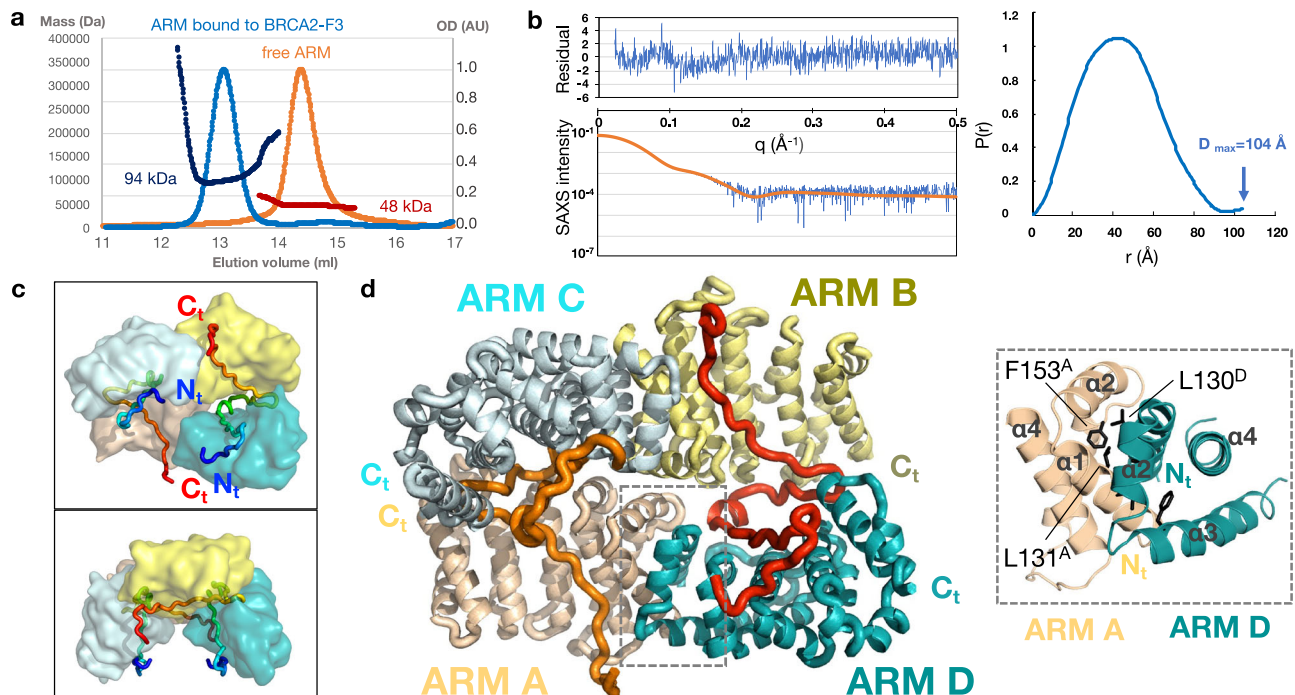 a
Mass (Da)
ARM bound to BRCA2-F3
OD (AU)
free ARM
400000
350000
300000
350000
200000
150000
100000
50000
0
1.0
0.8
0.6
0.4
0.2
0.0
94 kDa
48 kDa
11 12 13 14 15 16 17
Elution volume (ml)
b
Residual
6
4
2
0
-2
-4
-6
0 0.1 0.2 0.3 0.4 0.5
q (Å-1)
SAXS intensity
10-1
10-4
10-7
P(r)
1.2
1
0.8
0.6
0.4
0.2
0
D max=104 Å
0 20 40 60 80 100 120
r (Å)
c
Ct
Nt
Nt
Ct
d
ARM C
ARM B
Ct
Ct
Ct
Ct
ARM A
ARM D
F153A
α2
L130D
α4
α4
α1
α2
Nt
L131A
α3
Nt
ARM A
ARM D